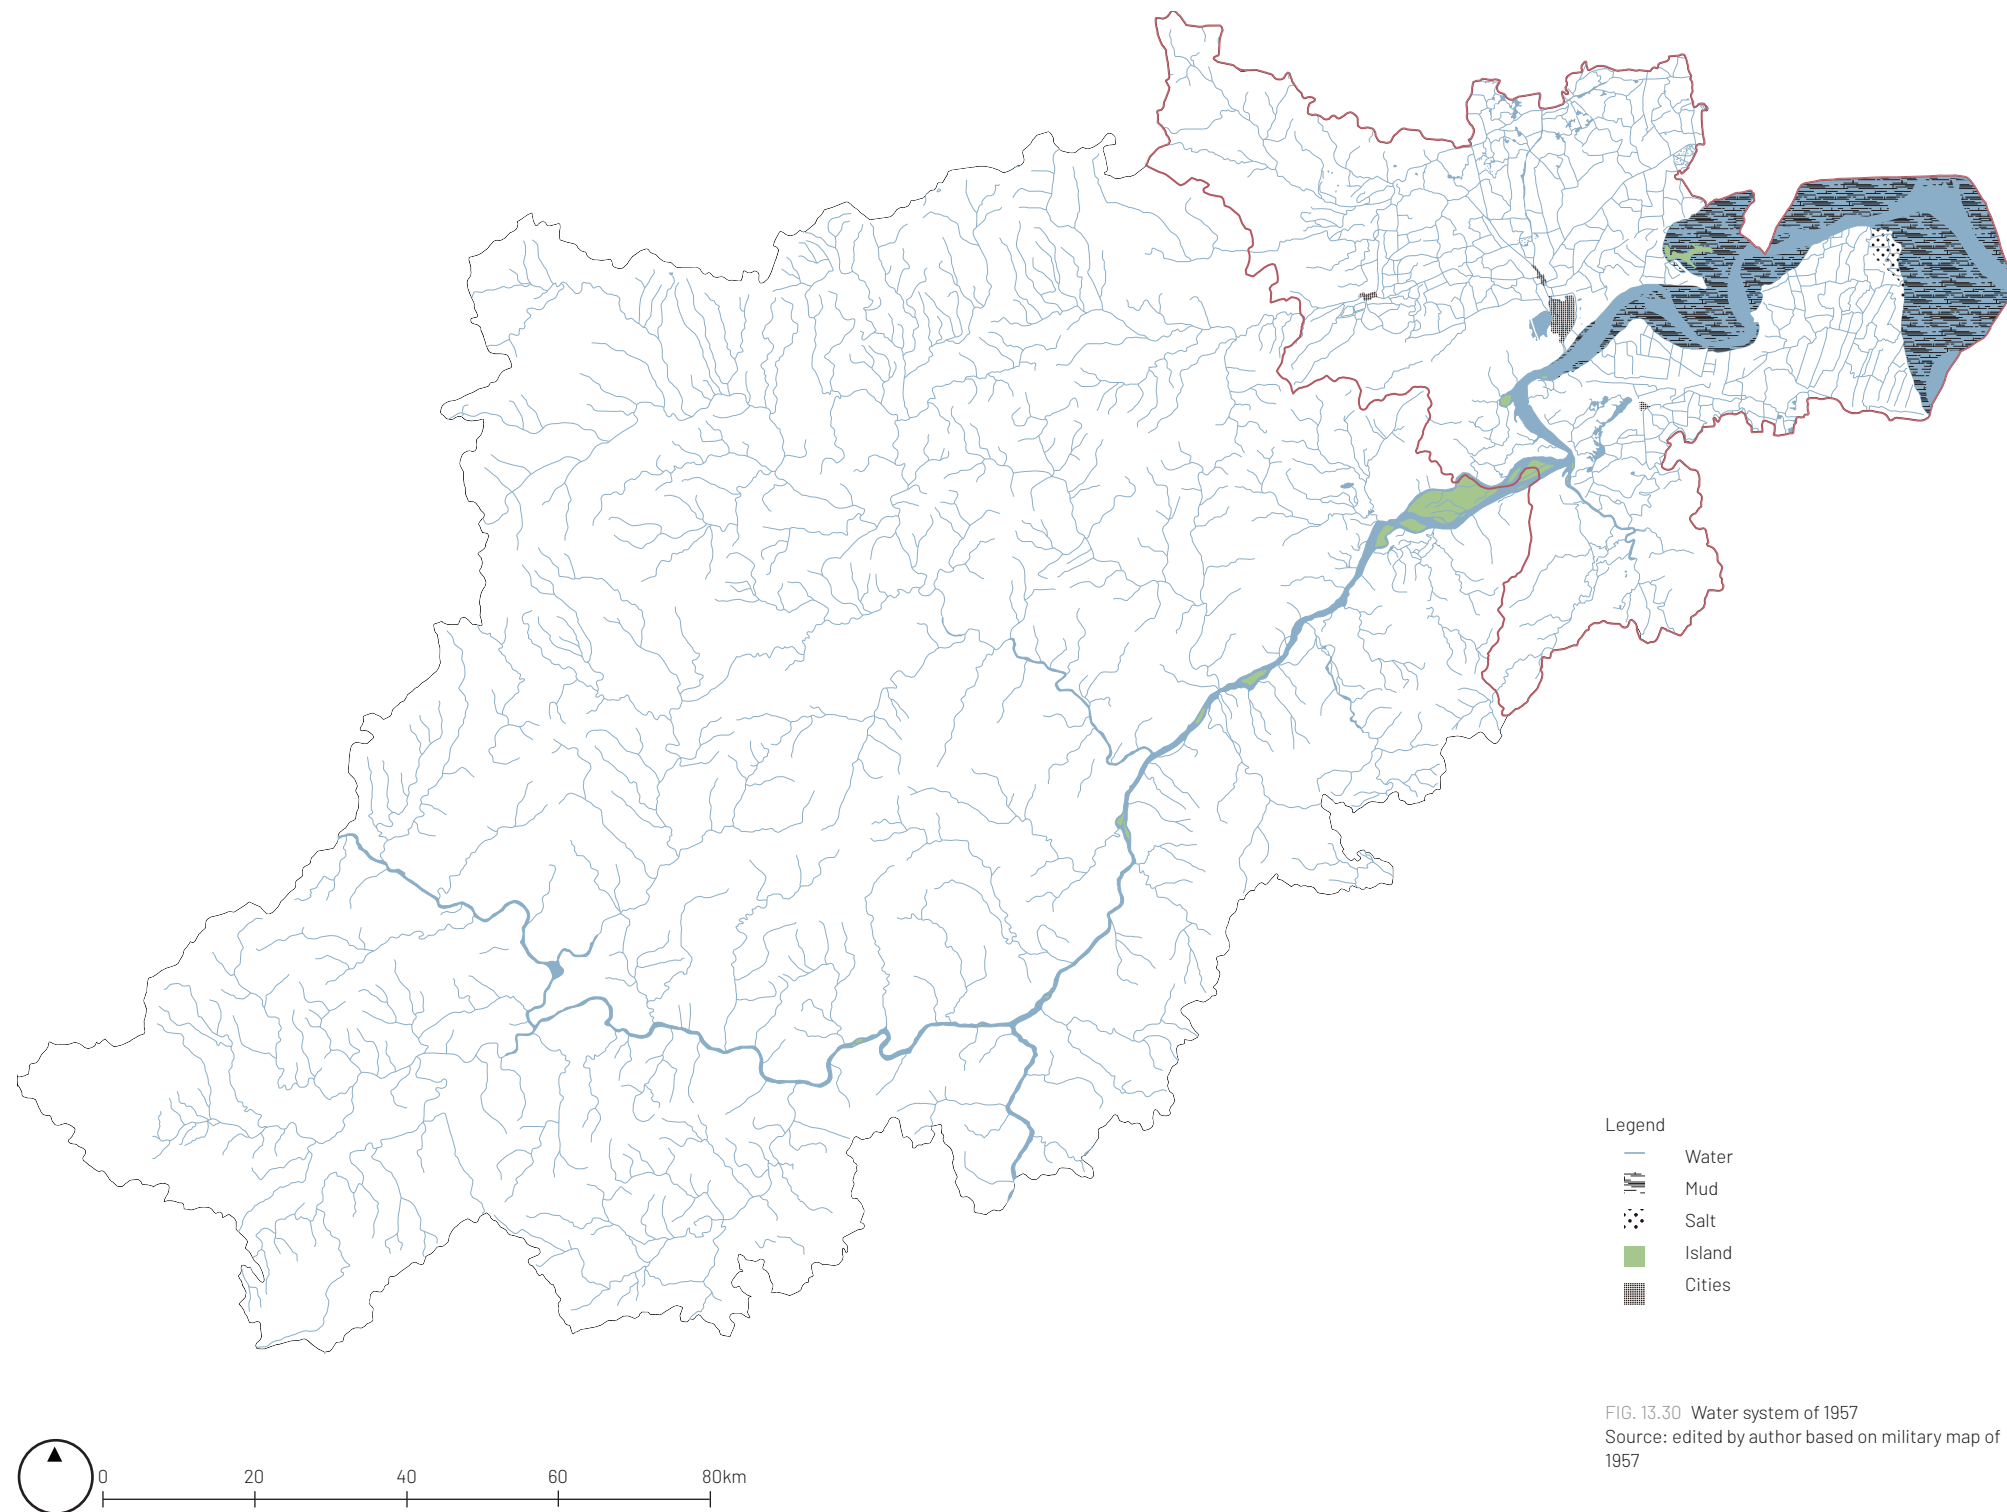 Legend
Water
Mud
Salt
Island
Cities
FIG. 13.30 Water system of 1957
Source: edited by author based on military map of
1957
0 20 40 60 80km